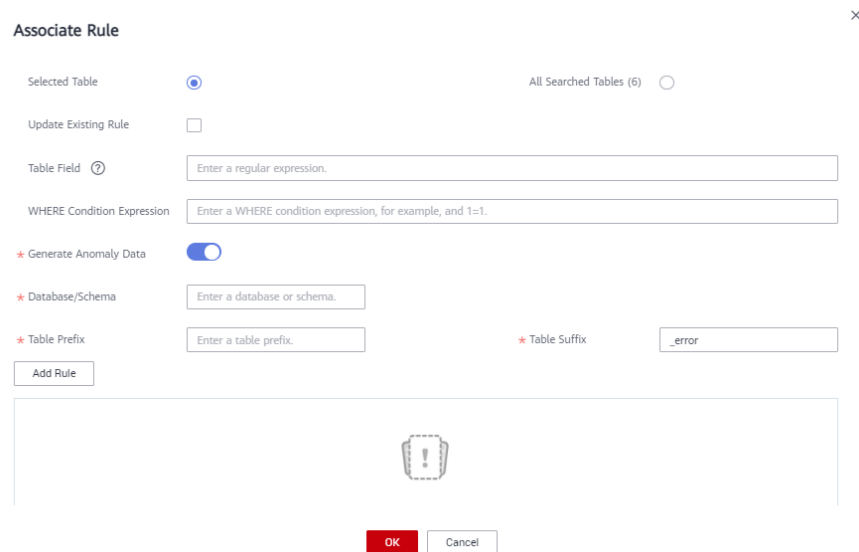 Associate Rule
Selected Table All Searched Tables (6)
Update Existing Rule
Table Field ? Enter a regular expression.
WHERE Condition Expression Enter a WHERE condition expression, for example, and 1=1.
* Generate Anomaly Data
* Database/Schema Enter a database or schema.
* Table Prefix Enter a table prefix. * Table Suffix _error
Add Rule
!
OK Cancel